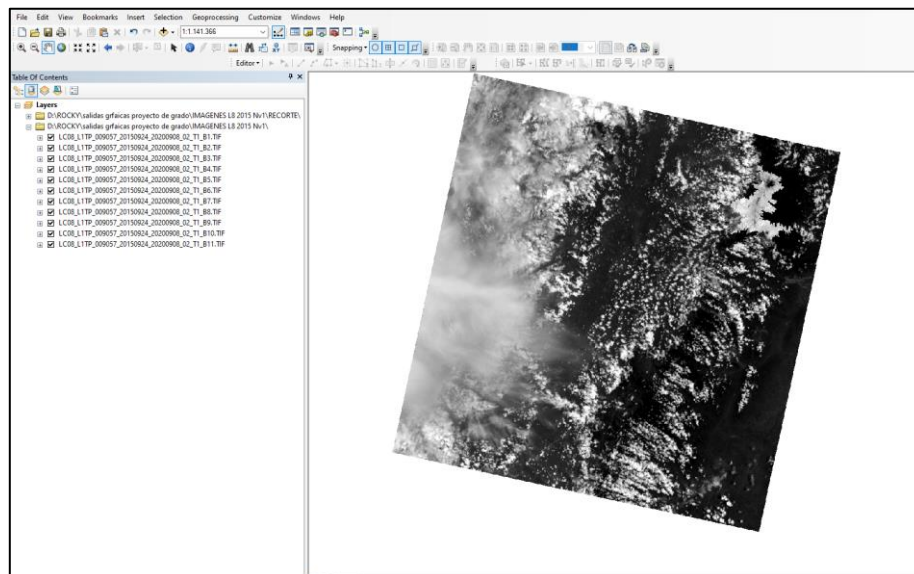 File Edit View Bookmarks Insert Selection Geoprocessing Customize Windows Help
1:1.141.366
Snapping
Editor
Table Of Contents
Layers
D:\ROCKY\salidas grfaicas proyecto de grado\IMAGENES L8 2015 Nv1\RECORTE\
D:\ROCKY\salidas grfaicas proyecto de grado\IMAGENES L8 2015 Nv1\
LC08_L1TP_009057_20150924_20200908_02_T1_B1.TIF
LC08_L1TP_009057_20150924_20200908_02_T1_B2.TIF
LC08_L1TP_009057_20150924_20200908_02_T1_B3.TIF
LC08_L1TP_009057_20150924_20200908_02_T1_B4.TIF
LC08_L1TP_009057_20150924_20200908_02_T1_B5.TIF
LC08_L1TP_009057_20150924_20200908_02_T1_B6.TIF
LC08_L1TP_009057_20150924_20200908_02_T1_B7.TIF
LC08_L1TP_009057_20150924_20200908_02_T1_B8.TIF
LC08_L1TP_009057_20150924_20200908_02_T1_B9.TIF
LC08_L1TP_009057_20150924_20200908_02_T1_B10.TIF
LC08_L1TP_009057_20150924_20200908_02_T1_B11.TIF